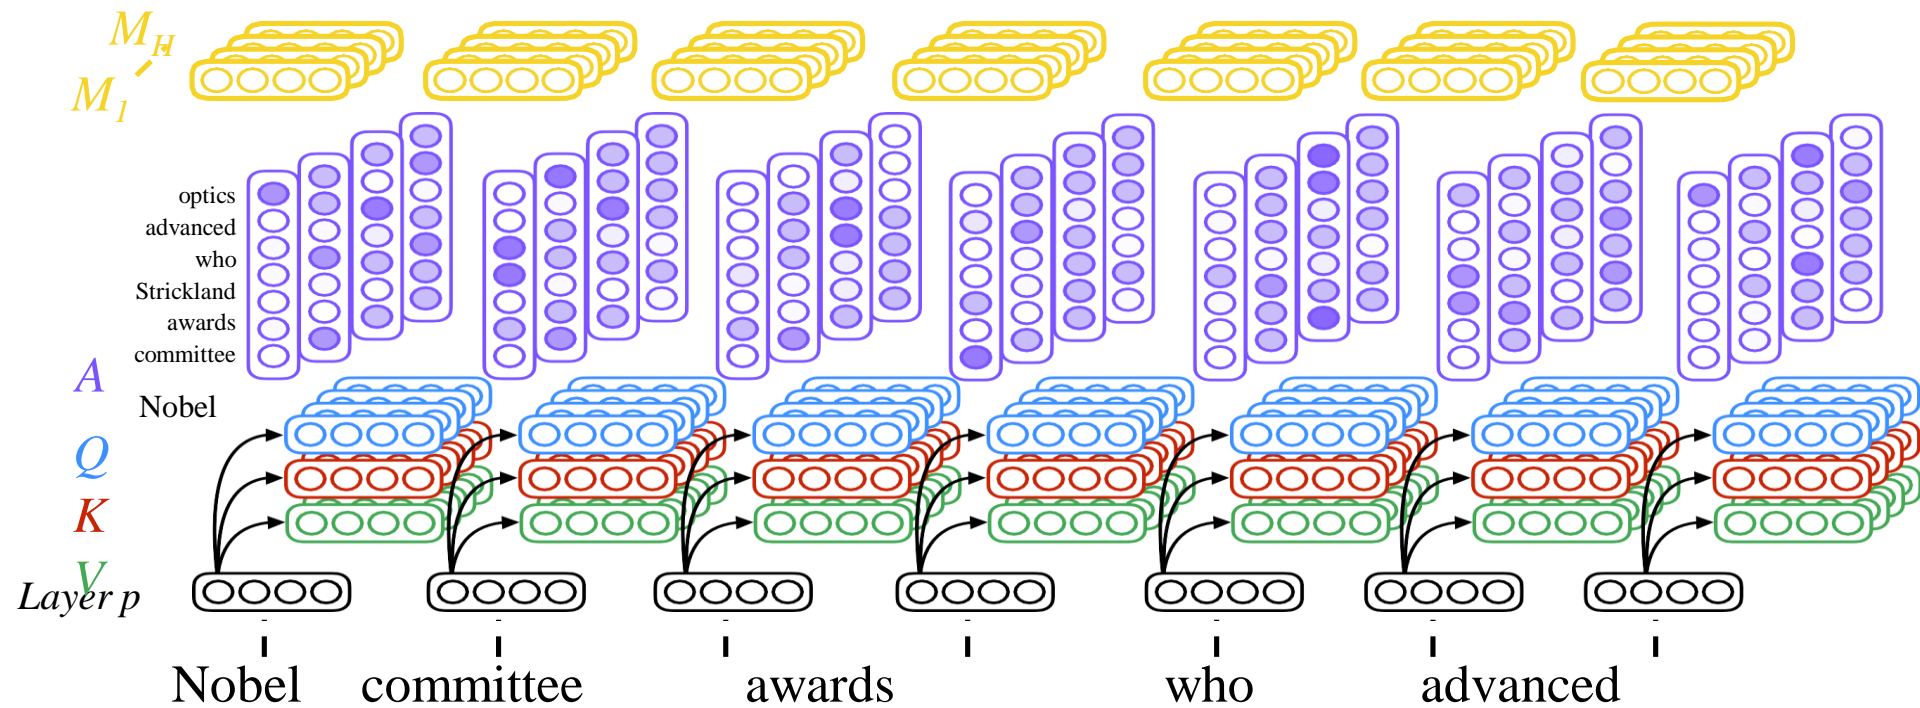 M_H
M_1
optics
advanced
who
Strickland
awards
committee
A
Nobel
Q
K
V
Layer p
Nobel committee awards who advanced